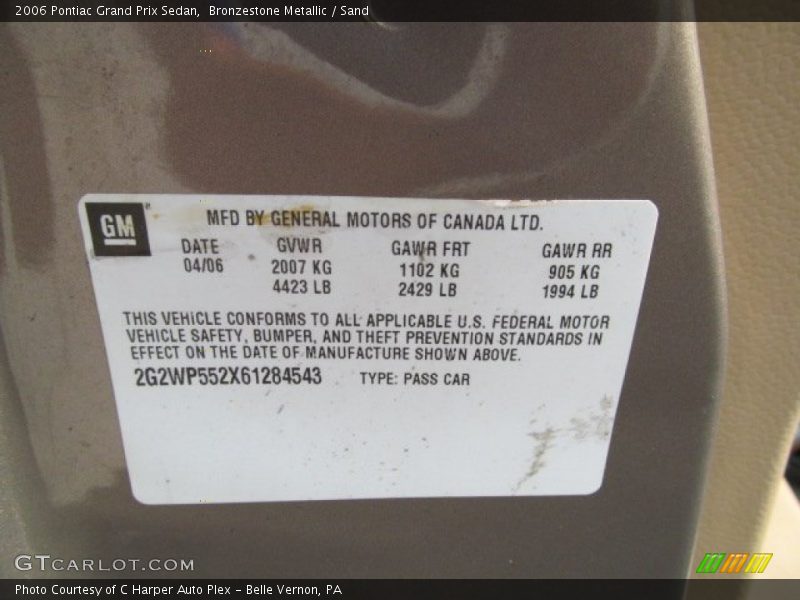 2006 Pontiac Grand Prix Sedan,  Bronzestone Metallic / Sand
GM
MFD BY GENERAL MOTORS OF CANADA LTD.
DATE GVWR GAWR FRT GAWR RR
04/06 2007 KG 1102 KG 905 KG
4423 LB 2429 LB 1994 LB
THIS VEHICLE CONFORMS TO ALL APPLICABLE U.S. FEDERAL MOTOR
VEHICLE SAFETY, BUMPER, AND THEFT PREVENTION STANDARDS IN
EFFECT ON THE DATE OF MANUFACTURE SHOWN ABOVE.
2G2WP552X61284543 TYPE: PASS CAR
GTCARLOT.COM
Photo Courtesy of C Harper Auto Plex – Belle Vernon, PA